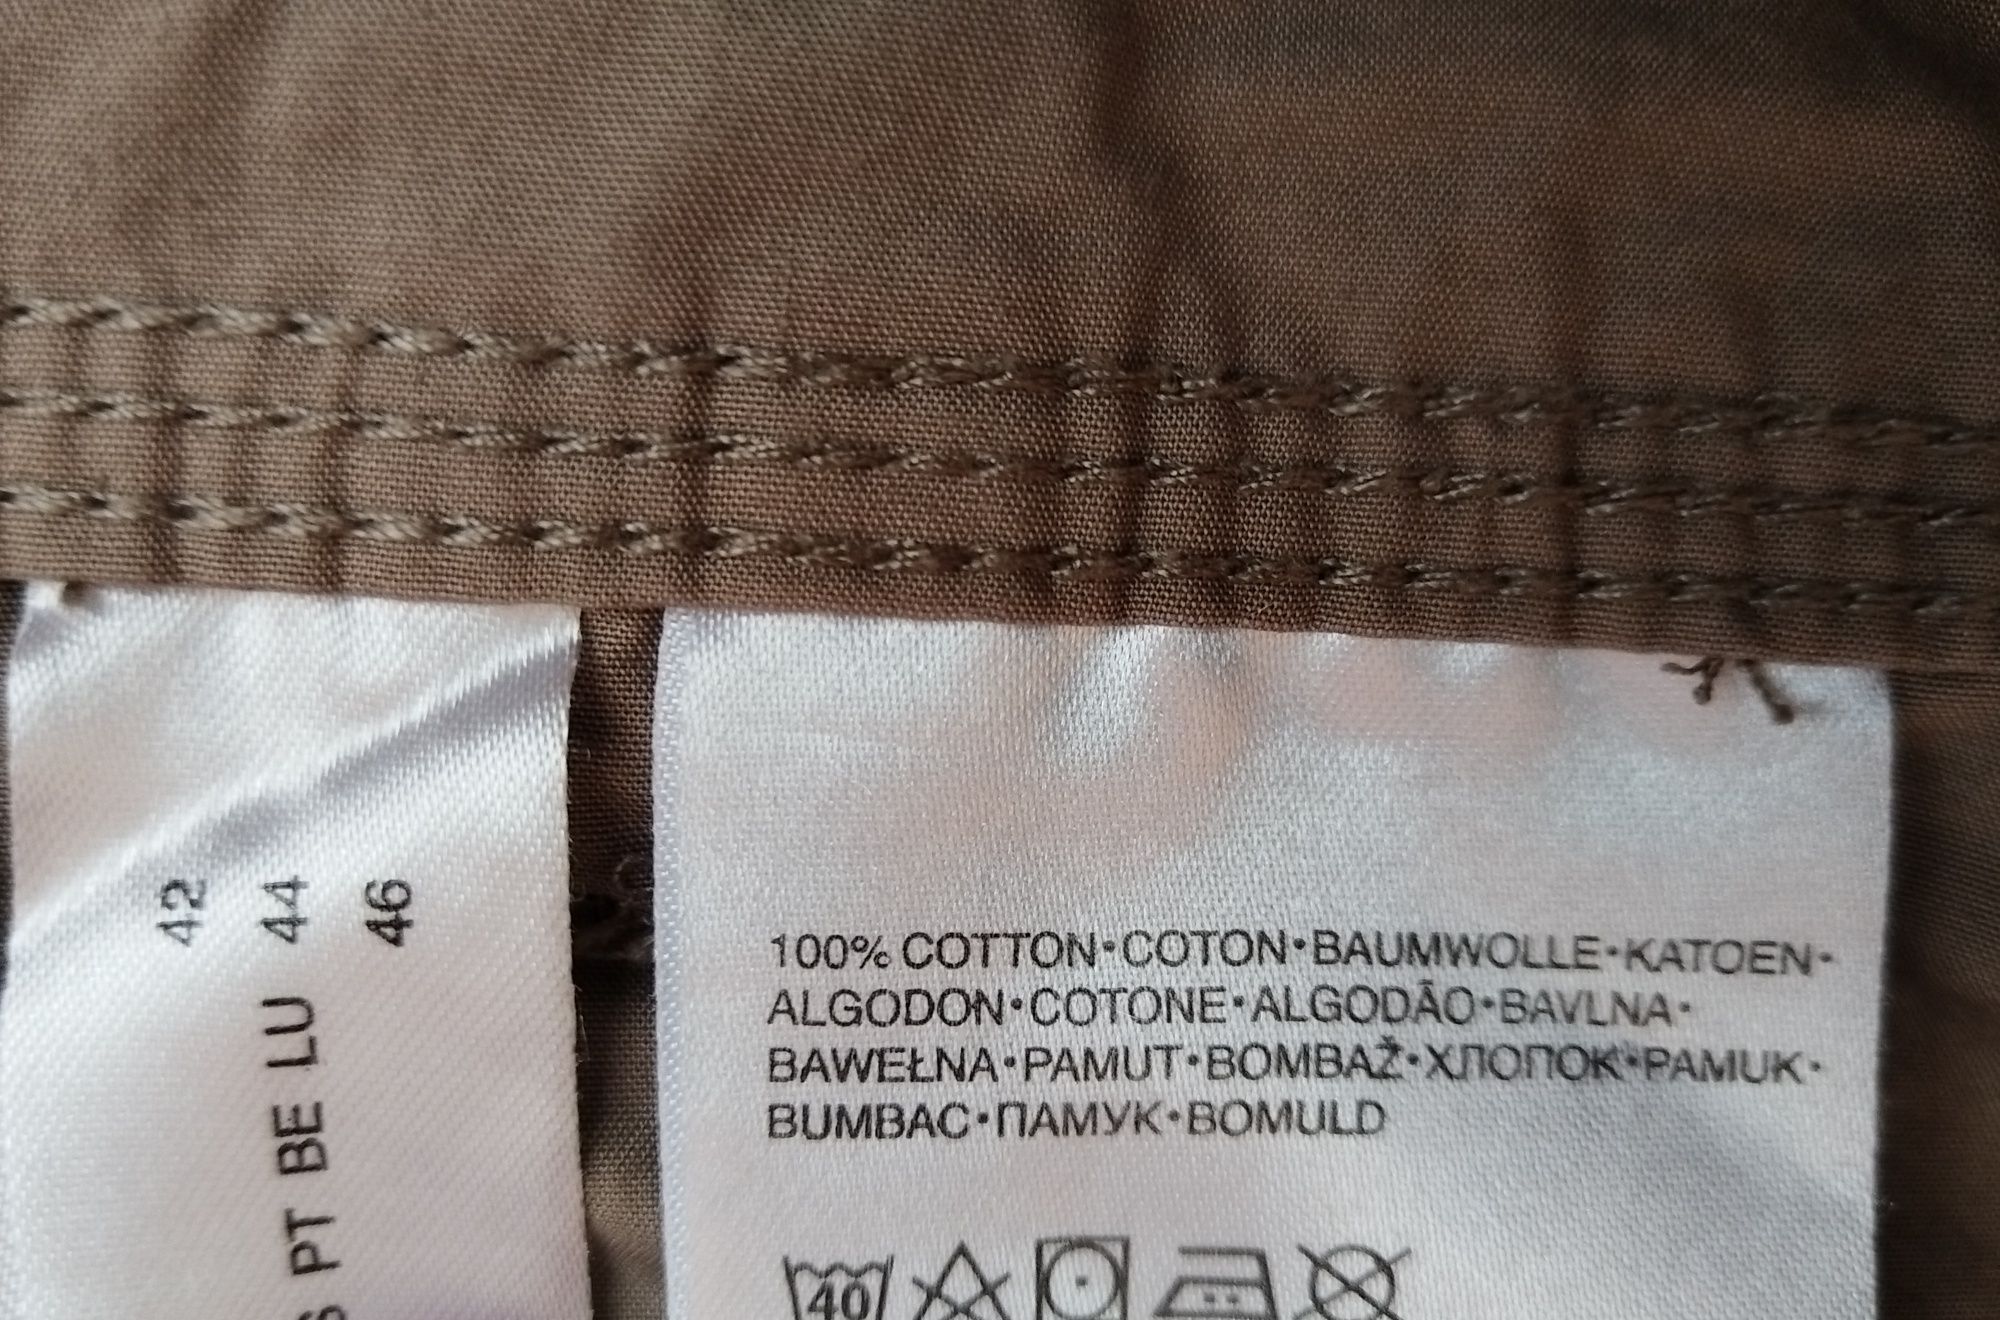 42
44
46
S PT BE LU
100% COTTON•COTON•BAUMWOLLE•KATOEN•
ALGODON•COTONE•ALGODÃO•BAVLNA•
BAWEŁNA•PAMUT•BOMBAŽ•ХЛОПОК•PAMUK•
BUMBAC•ПАМУК•BOMULD
40